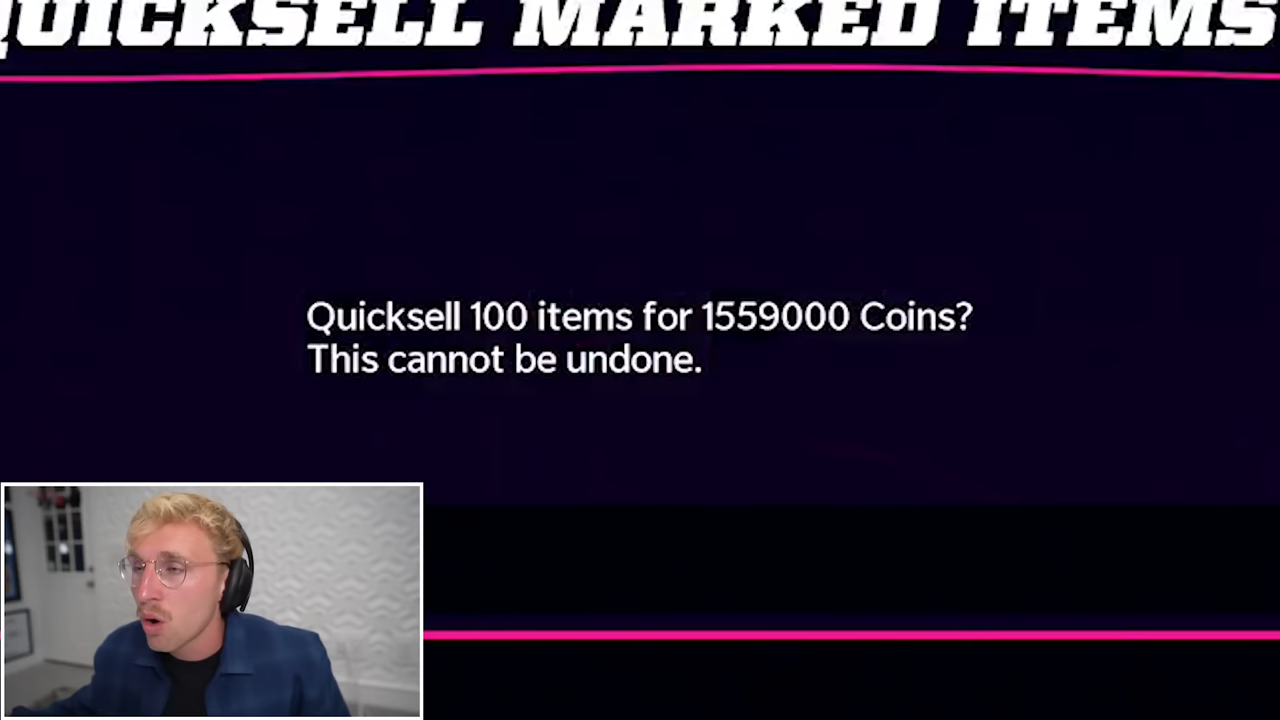 QUICKSELL MARKED ITEMS
Quicksell 100 items for 1559000 Coins?
This cannot be undone.